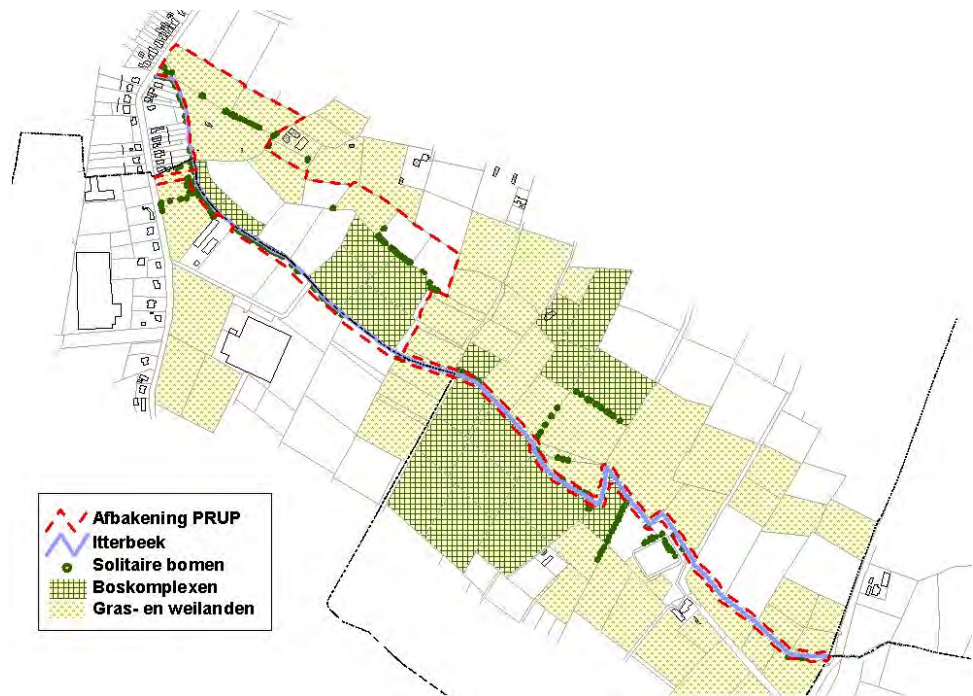 Afbakening PRUP
Itterbeek
Solitaire bomen
Boskomplexen
Gras- en weilanden